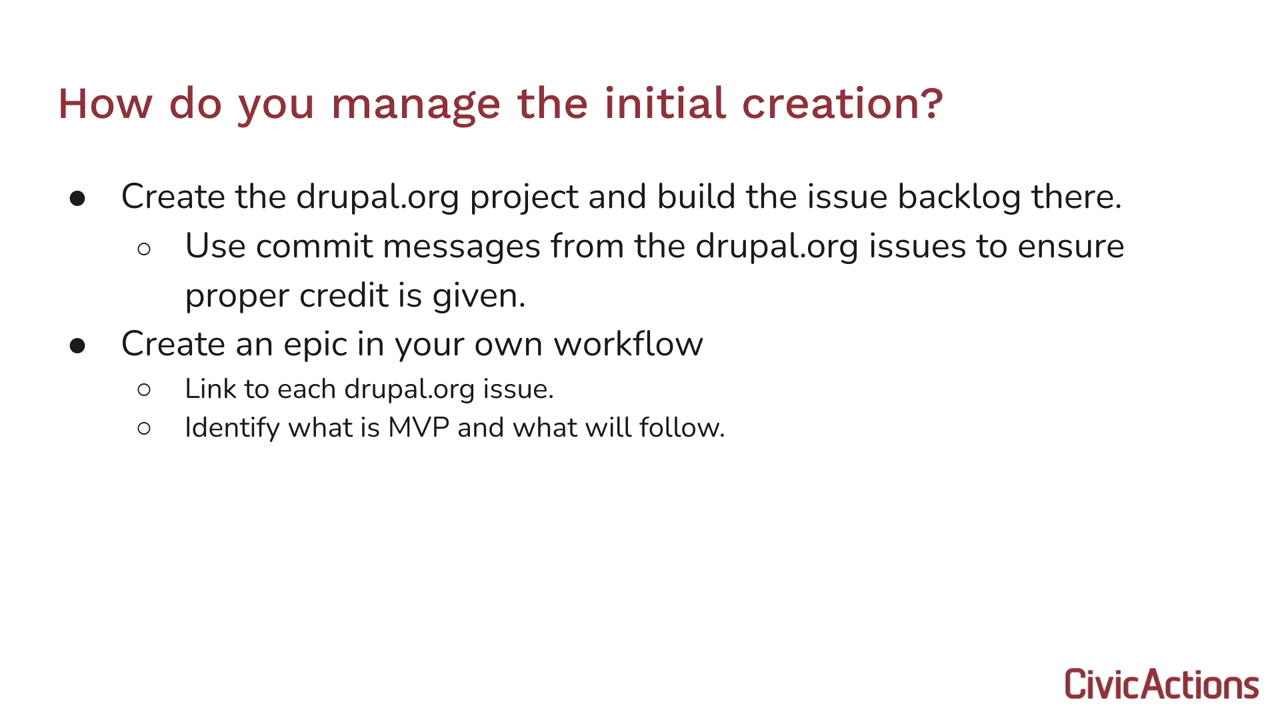 How do you manage the initial creation?
● Create the drupal.org project and build the issue backlog there.
○ Use commit messages from the drupal.org issues to ensure
proper credit is given.
● Create an epic in your own workflow
○ Link to each drupal.org issue.
○ Identify what is MVP and what will follow.
CivicActions